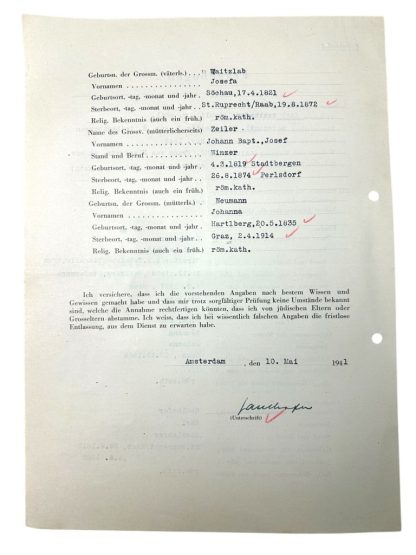 Geburtsn. der Grossm. (väterls.) . . . Waitzlab
Vornamen . . . . . . . . . . . . . . . . Josefa
Geburtsort, -tag, -monat und -jahr . Söchau, 17.4.1821
Sterbeort, -tag, -monat und -jahr . . St.Ruprecht/Raab, 19.8.1872
Relig. Bekenntnis (auch ein früh.) röm.kath.
Name des Grossv. (mütterlicherseits) Zeiler
Vornamen . . . . . . . . . . . . . . . . Johann Bapt., Josef
Stand und Beruf . . . . . . . . . . . . Winzer
Geburtsort, -tag, -monat und -jahr . 4.2.1819 Stadtbergen
Sterbeort, -tag, -monat und -jahr . . 26.8.1874 Perlsdorf
Relig. Bekenntnis (auch ein früh) röm.kath.
Geburtsn. der Grossm. (mütterls.) . Neumann
Vornamen . . . . . . . . . . . . . . . . Johanna
Geburtsort, -tag, -monat und -jahr . Hartlberg, 20.5.1835
Sterbeort, -tag, -monat und -jahr . . Graz, 2.4.1914
Relig. Bekenntnis (auch ein früh.) röm.kath.
Ich versichere, dass ich die vorstehenden Angaben nach bestem Wissen und
Gewissen gemacht habe und dass mir trotz sorgfältiger Prüfung keine Umstände bekannt
sind, welche die Annahme rechtfertigen könnten, dass ich von jüdischen Eltern oder
Grosseltern abstamme. Ich weiss, dass ich bei wissentlich falschen Angaben die fristlose
Entlassung, aus dem Dienst zu erwarten habe.
Amsterdam , den 10. Mai 1941
(Unterschrift)